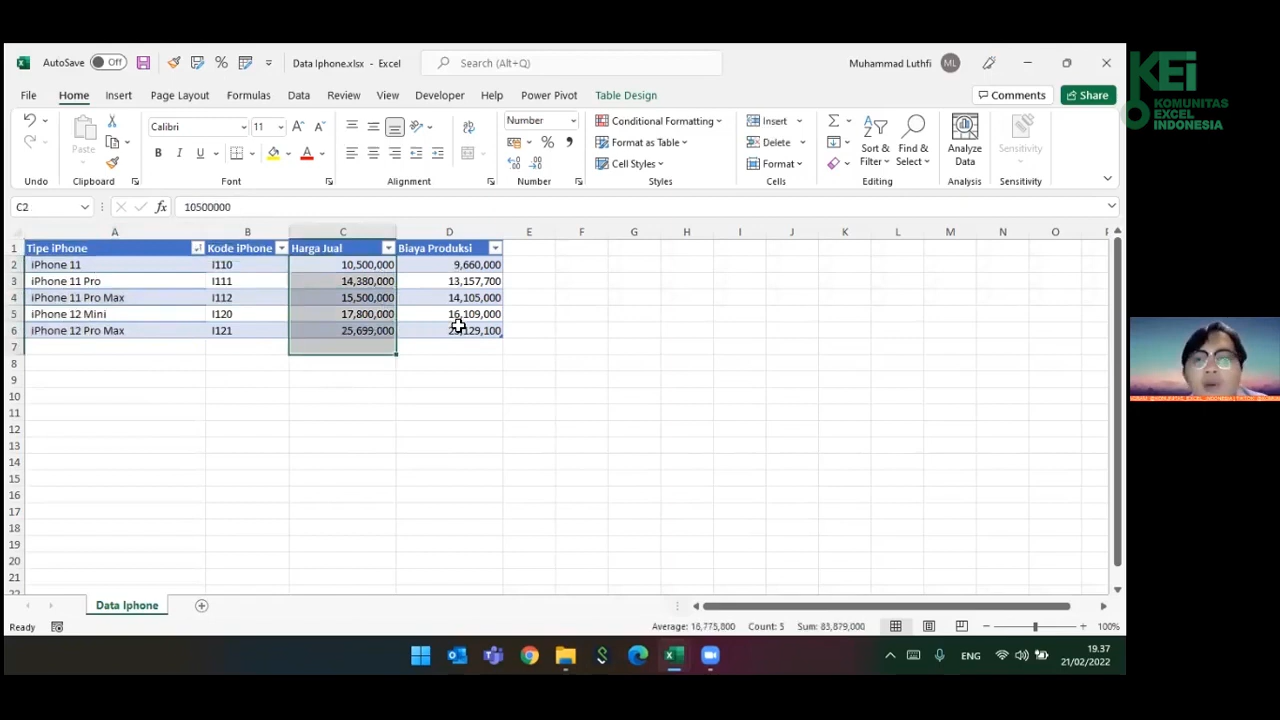 AutoSave Off Data Iphone.xlsx - Excel Search (Alt+Q) Muhammad Luthfi ML
KEi
KOMUNITAS
EXCEL
INDONESIA
File Home Insert Page Layout Formulas Data Review View Developer Help Power Pivot Table Design Comments Share
Calibri 11 Number Conditional Formatting Insert
Paste Format as Table Delete Sort & Filter Find & Select Analyze Data Sensitivity
B I U A Cell Styles Format
Undo Clipboard Font Alignment Number Styles Cells Editing Analysis Sensitivity
C2 fx 10500000
A B C D E F G H I J K L M N O
1 Tipe iPhone Kode iPhone Harga Jual Biaya Produksi
2 iPhone 11 I110 10,500,000 9,660,000
3 iPhone 11 Pro I111 14,380,000 13,157,700
4 iPhone 11 Pro Max I112 15,500,000 14,105,000
5 iPhone 12 Mini I120 17,800,000 16,109,000
6 iPhone 12 Pro Max I121 25,699,000
7
8
9
10
11
12
13
14
15
16
17
18
19
20
21
22
Data Iphone
Ready Average: 16,775,800 Count: 5 Sum: 83,879,000 100%
ENG 19.37
21/02/2022